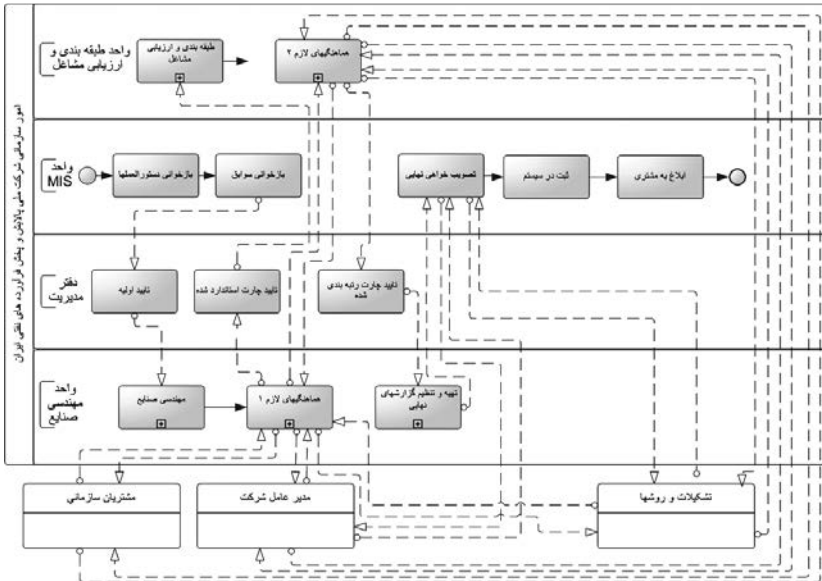 امور سازمانی شرکت ملی پالایش و پخش فرآورده های نفتی ایران
واحد طبقه بندی و
ارزیابی مشاغل
طبقه بندی و ارزیابی
مشاغل
هماهنگیهای لازم ۲
واحد
MIS
بازخوانی دستورالعملها
بازخوانی سوابق
تصویب خواهی نهایی
ثبت در سیستم
ابلاغ به مشتری
دفتر
مدیریت
تایید اولیه
تایید چارت استاندارد شده
تایید چارت رتبه بندی
شده
واحد
مهندسی
صنایع
مهندسی صنایع
هماهنگیهای لازم ۱
تهیه و تنظیم گزارشهای
نهایی
مشتریان سازمانی
مدیر عامل شرکت
تشکیلات و روشها